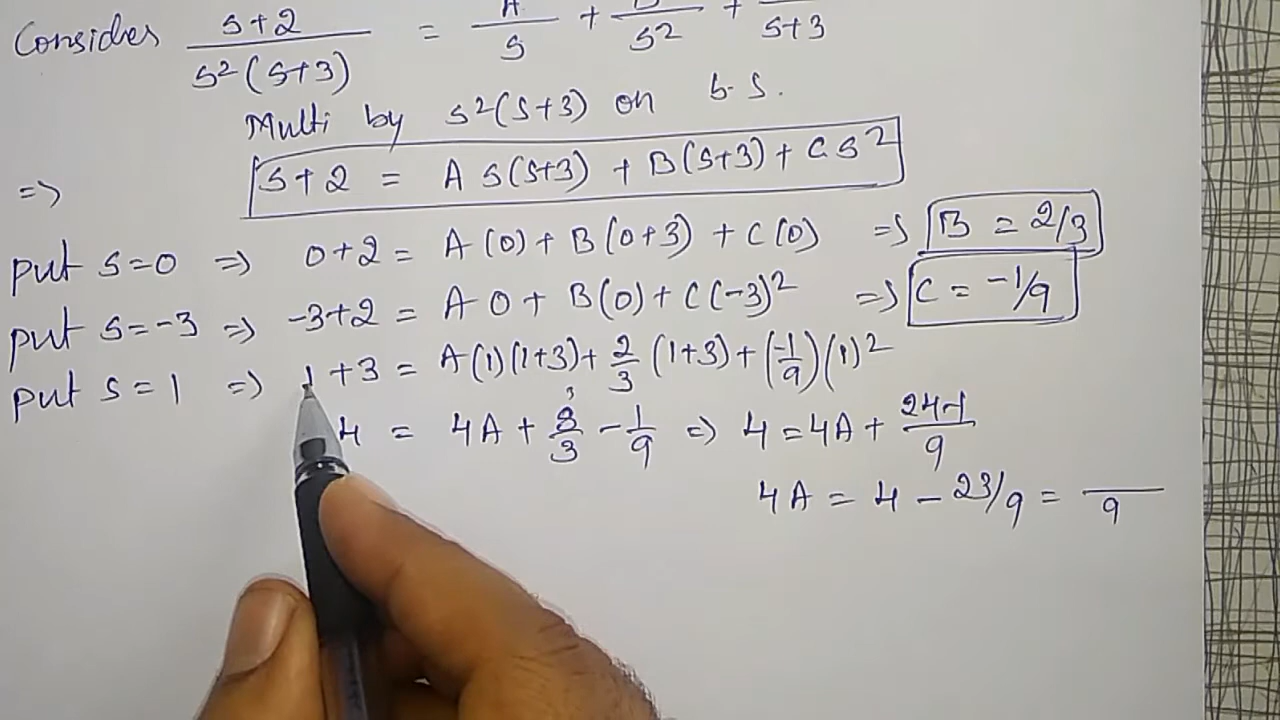 Consider (s+2)/(s²(s+3)) = A/s + B/s² + /(s+3)
Multi by s²(s+3) on b.s.
=> s+2 = A s(s+3) + B(s+3) + C s²
put s=0 => 0+2 = A(0) + B(0+3) + C(0) => B = 2/3
put s=-3 => -3+2 = A 0 + B(0) + C(-3)² => C = -1/9
put s=1 => 1+3 = A(1)(1+3) + 2/3 (1+3) + (-1/9)(1)²
4 = 4A + 8/3 - 1/9 => 4 = 4A + (24-1)/9
4A = 4 - 23/9 = /9